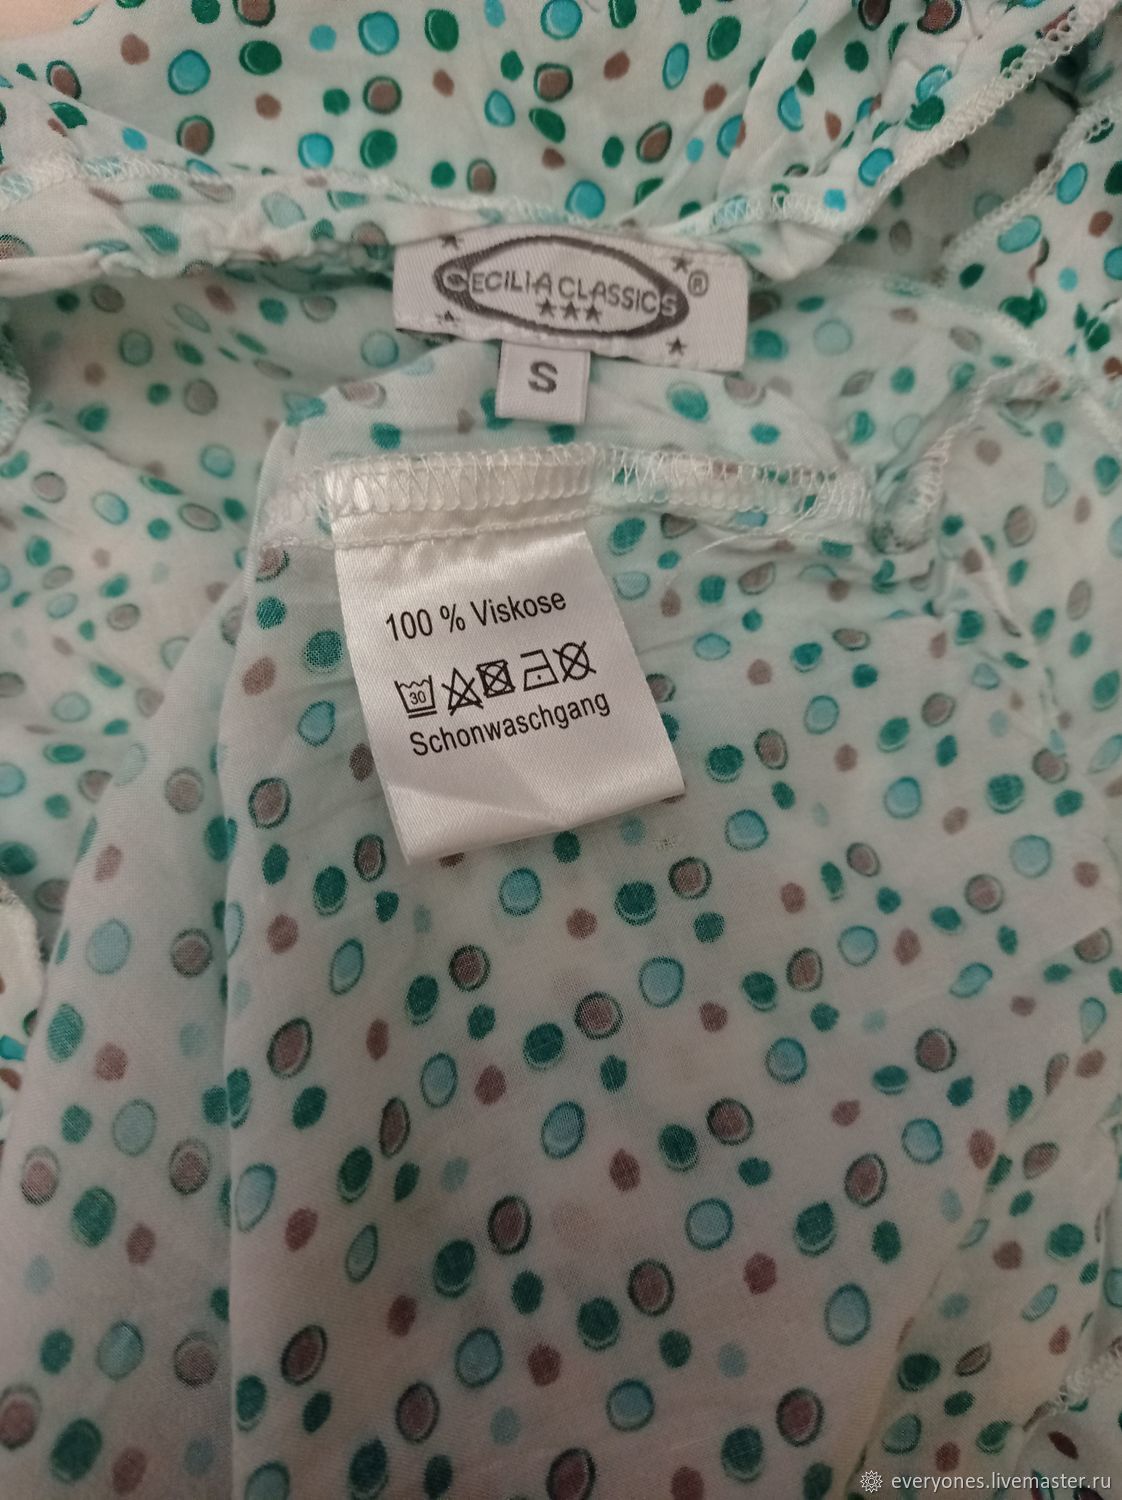 CECILIA CLASSICS ®
S
100 % Viskose
30
Schonwaschgang
everyones.livemaster.ru